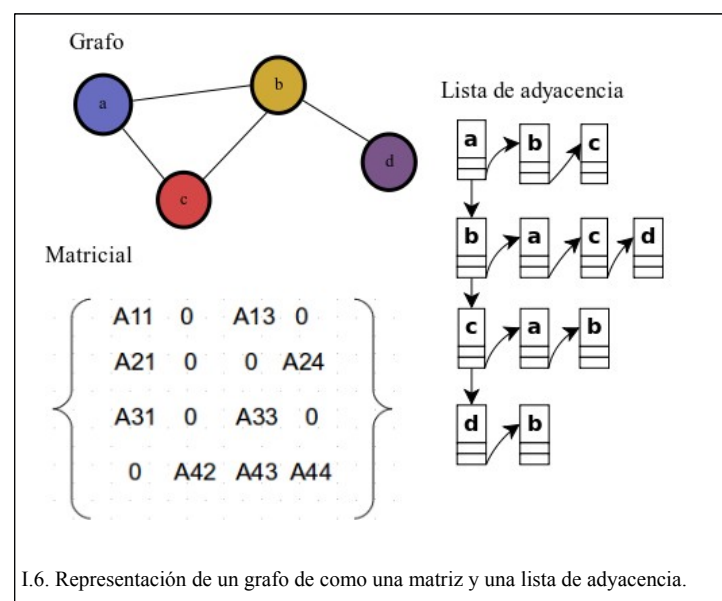 Grafo
a
b
c
d
Lista de adyacencia
a b c
b a c d
c a b
d b
Matricial
A11 0 A13 0
A21 0 0 A24
A31 0 A33 0
0 A42 A43 A44
I.6. Representación de un grafo de como una matriz y una lista de adyacencia.